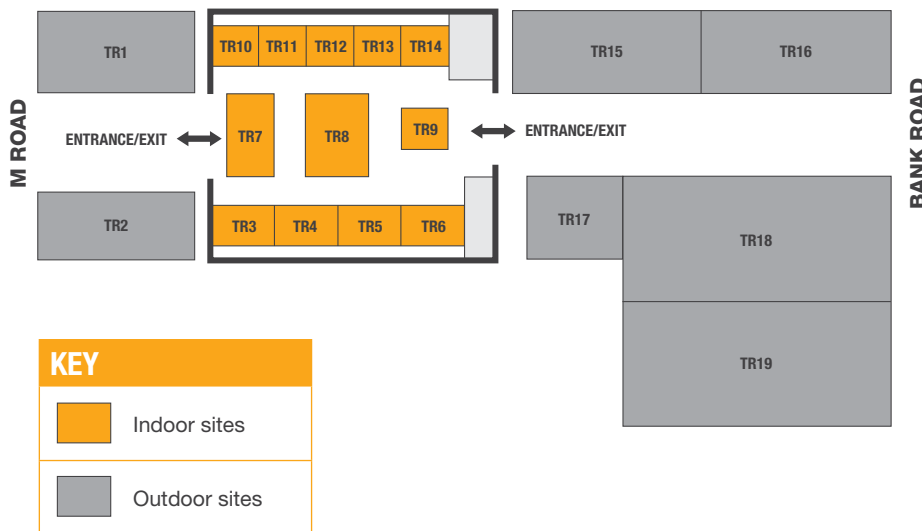 TR1
TR10 TR11 TR12 TR13 TR14
TR15 TR16
M ROAD
ENTRANCE/EXIT
TR7
TR8
TR9
ENTRANCE/EXIT
BANK ROAD
TR2
TR3 TR4 TR5 TR6
TR17
TR18
TR19
KEY
Indoor sites
Outdoor sites